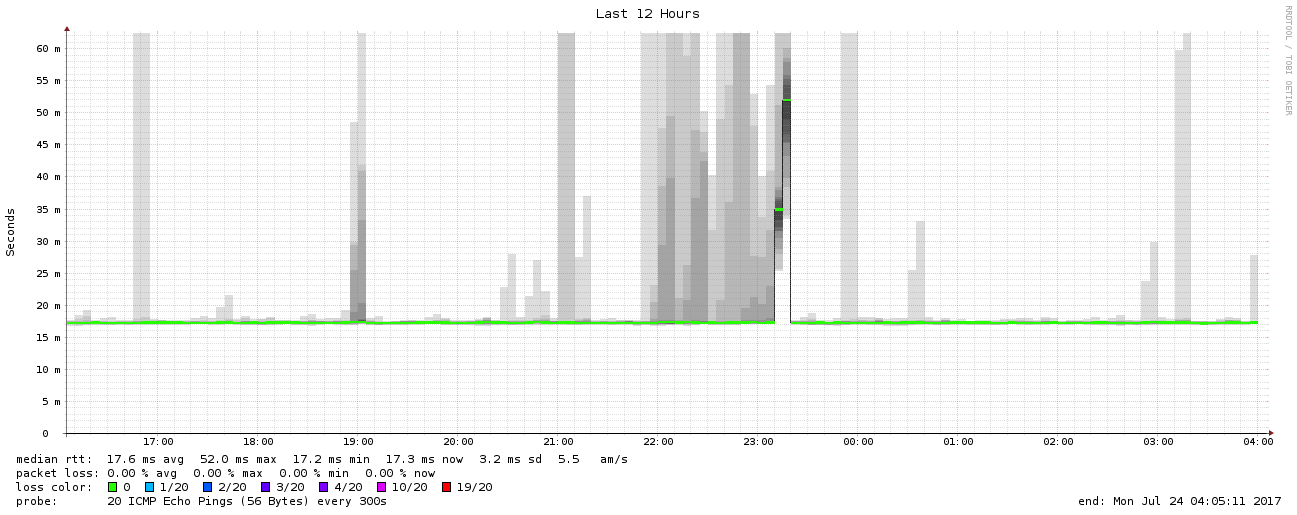 Last 12 Hours
RRDTOOL / TOBI OETIKER
Seconds
60 m
55 m
50 m
45 m
40 m
35 m
30 m
25 m
20 m
15 m
10 m
5 m
0
17:00 18:00 19:00 20:00 21:00 22:00 23:00 00:00 01:00 02:00 03:00 04:00
median rtt: 17.6 ms avg 52.0 ms max 17.2 ms min 17.3 ms now 3.2 ms sd 5.5 am/s
packet loss: 0.00 % avg 0.00 % max 0.00 % min 0.00 % now
loss color: 0 1/20 2/20 3/20 4/20 10/20 19/20
probe: 20 ICMP Echo Pings (56 Bytes) every 300s end: Mon Jul 24 04:05:11 2017